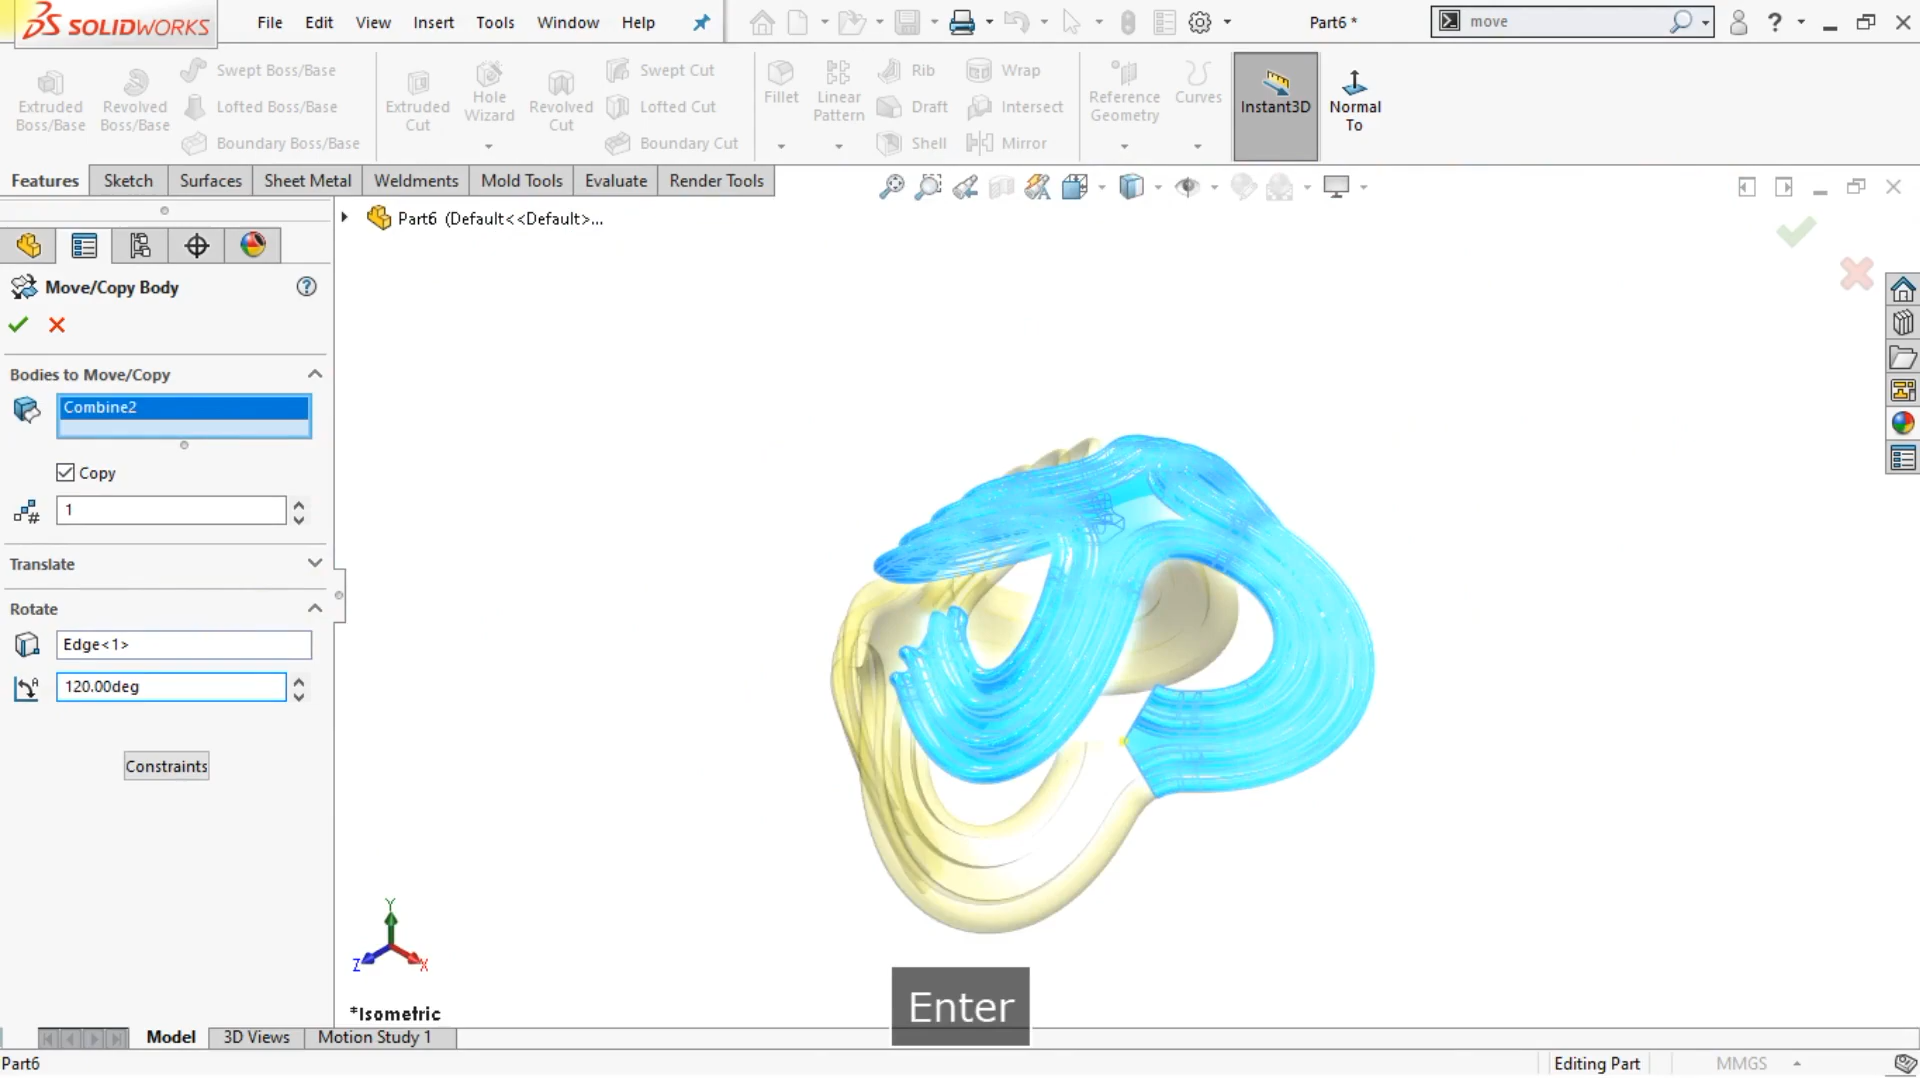 SOLIDWORKS
File Edit View Insert Tools Window Help
Part6 *
move
?
Extruded Boss/Base
Revolved Boss/Base
Swept Boss/Base
Lofted Boss/Base
Boundary Boss/Base
Extruded Cut
Hole Wizard
Revolved Cut
Swept Cut
Lofted Cut
Boundary Cut
Fillet
Linear Pattern
Rib
Draft
Shell
Wrap
Intersect
Mirror
Reference Geometry
Curves
Instant3D
Normal To
Features Sketch Surfaces Sheet Metal Weldments Mold Tools Evaluate Render Tools
Part6 (Default<<Default>...
Move/Copy Body
?
Bodies to Move/Copy
Combine2
Copy
1
Translate
Rotate
Edge<1>
120.00deg
Constraints
Y
Z
X
*Isometric
Enter
Model 3D Views Motion Study 1
Part6
Editing Part
MMGS